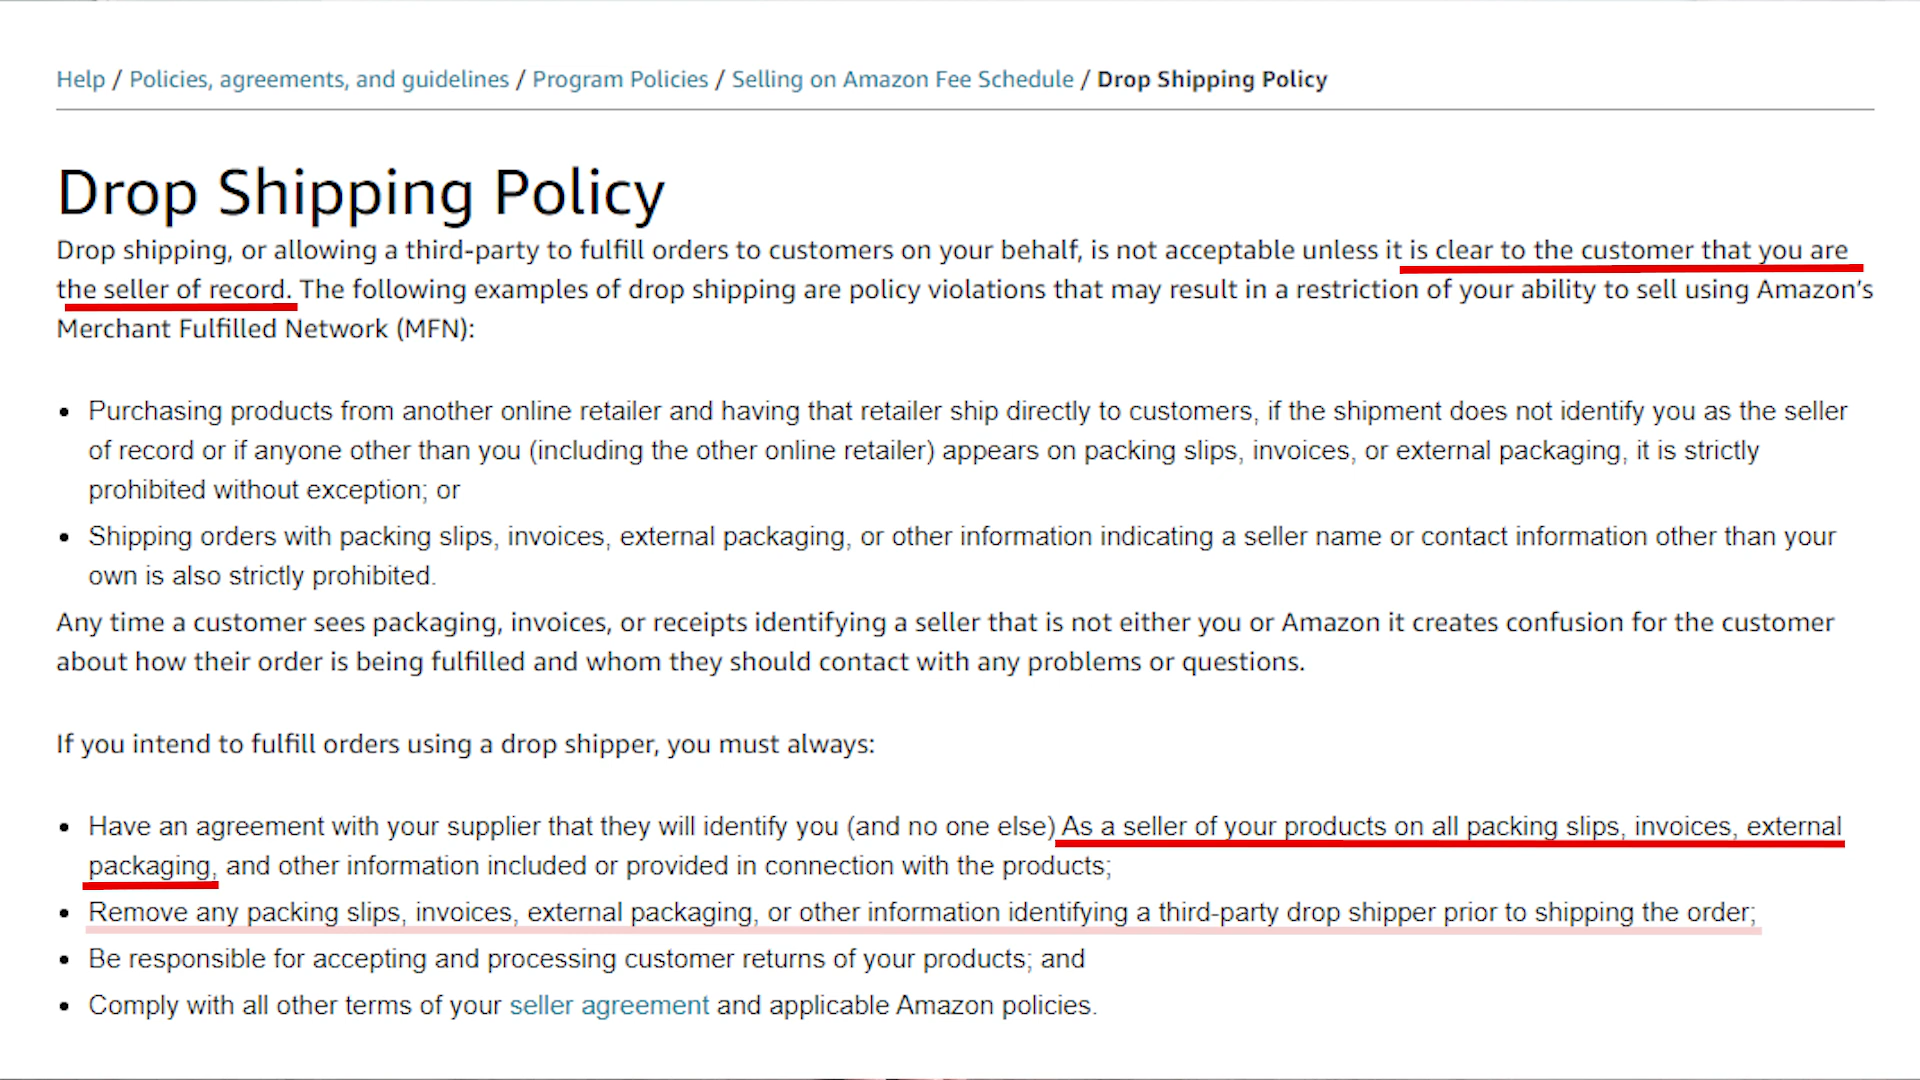 Help / Policies, agreements, and guidelines / Program Policies / Selling on Amazon Fee Schedule / Drop Shipping Policy
Drop Shipping Policy
Drop shipping, or allowing a third-party to fulfill orders to customers on your behalf, is not acceptable unless it is clear to the customer that you are
the seller of record. The following examples of drop shipping are policy violations that may result in a restriction of your ability to sell using Amazon's
Merchant Fulfilled Network (MFN):
• Purchasing products from another online retailer and having that retailer ship directly to customers, if the shipment does not identify you as the seller
of record or if anyone other than you (including the other online retailer) appears on packing slips, invoices, or external packaging, it is strictly
prohibited without exception; or
• Shipping orders with packing slips, invoices, external packaging, or other information indicating a seller name or contact information other than your
own is also strictly prohibited.
Any time a customer sees packaging, invoices, or receipts identifying a seller that is not either you or Amazon it creates confusion for the customer
about how their order is being fulfilled and whom they should contact with any problems or questions.
If you intend to fulfill orders using a drop shipper, you must always:
• Have an agreement with your supplier that they will identify you (and no one else) As a seller of your products on all packing slips, invoices, external
packaging, and other information included or provided in connection with the products;
• Remove any packing slips, invoices, external packaging, or other information identifying a third-party drop shipper prior to shipping the order;
• Be responsible for accepting and processing customer returns of your products; and
• Comply with all other terms of your seller agreement and applicable Amazon policies.